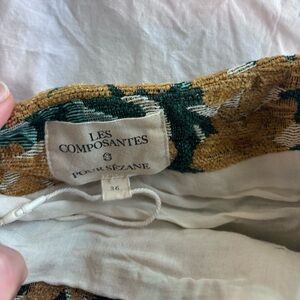 LES
COMPOSANTES
POUR SÉZANE
36